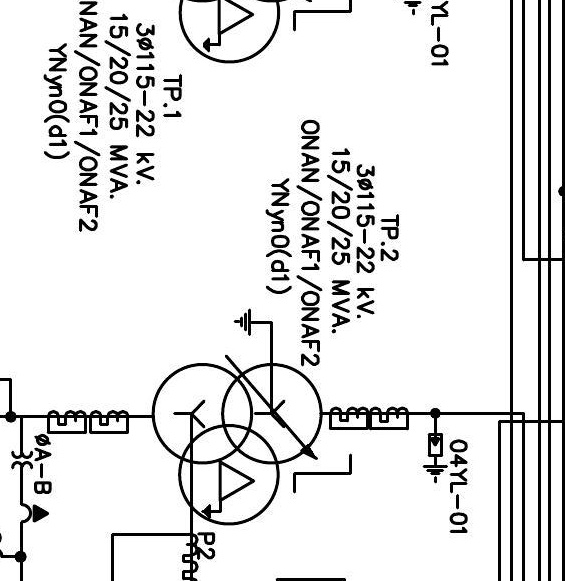 YL-01
TP.1
3ø115-22 kV.
15/20/25 MVA.
NAN/ONAF1/ONAF2
YNyn0(d1)
TP.2
3ø115-22 kV.
15/20/25 MVA.
ONAN/ONAF1/ONAF2
YNyn0(d1)
04YL-01
øA-B
P2